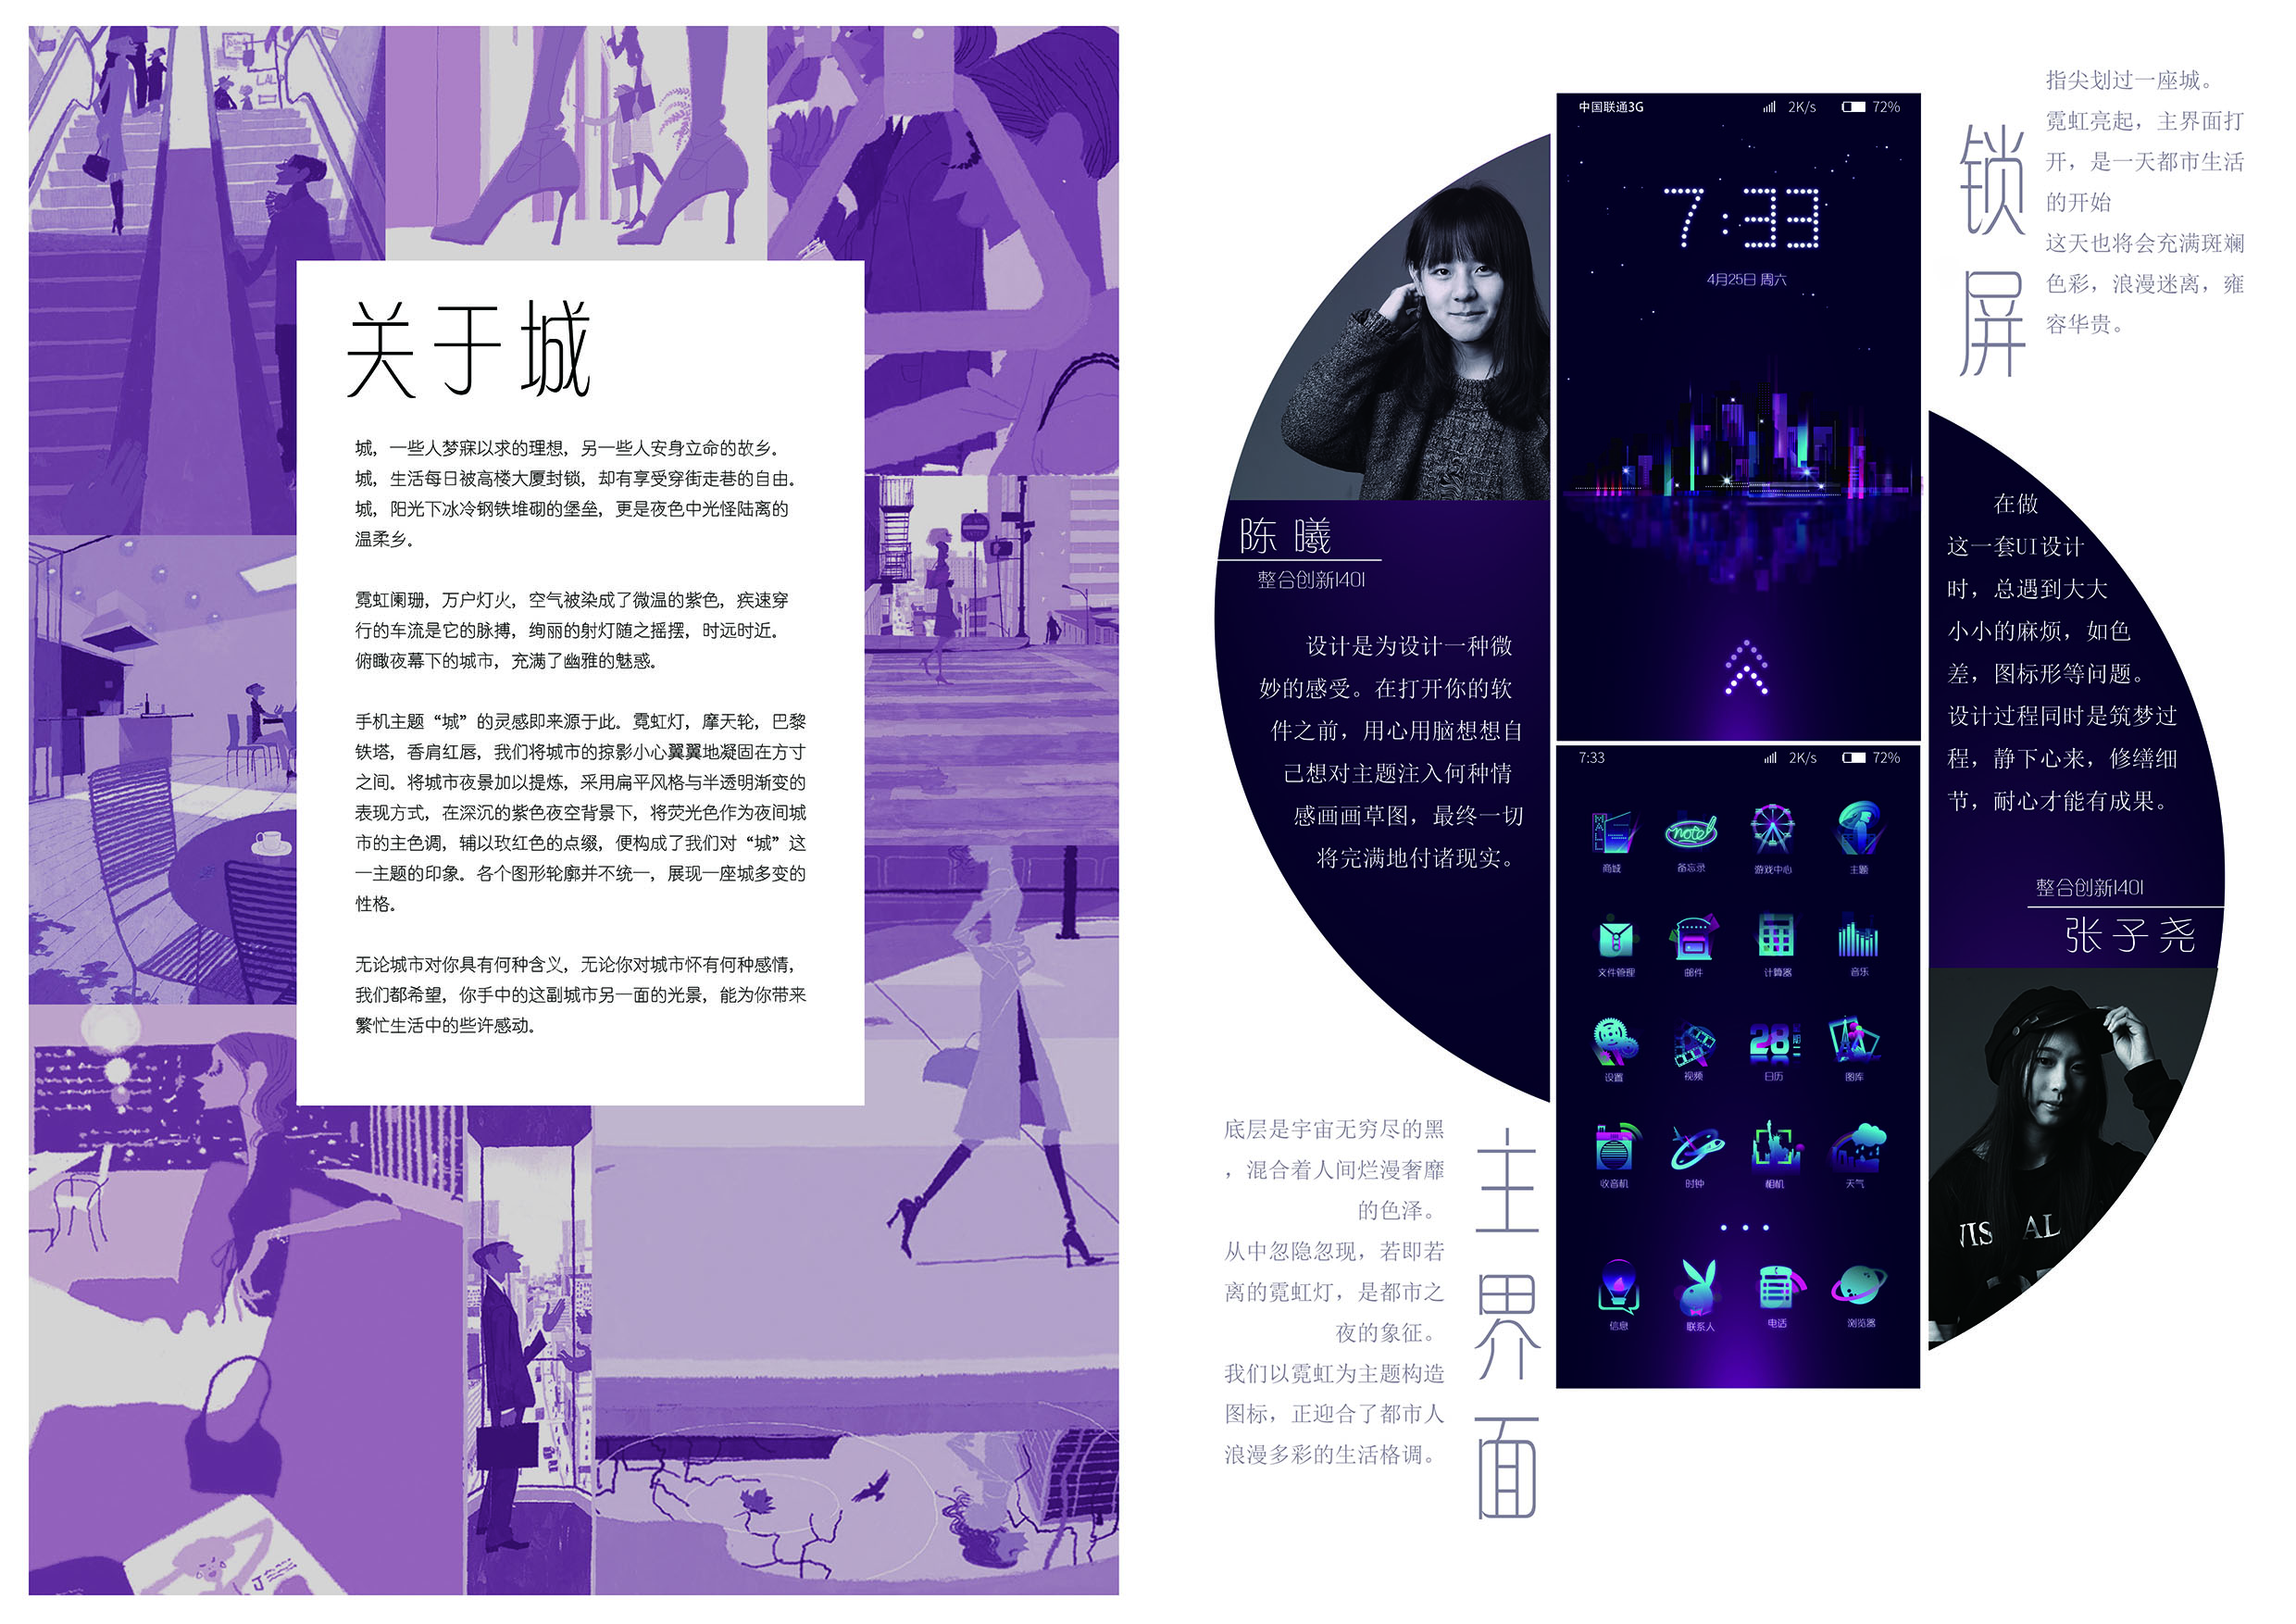 关于城
城，一些人梦寐以求的理想，另一些人安身立命的故乡。
城，生活每日被高楼大厦封锁，却有享受穿街走巷的自由。
城，阳光下冰冷钢铁堆砌的堡垒，更是夜色中光怪陆离的
温柔乡。
霓虹阑珊，万户灯火，空气被染成了微温的紫色，疾速穿
行的车流是它的脉搏，绚丽的射灯随之摇摆，时远时近。
俯瞰夜幕下的城市，充满了幽雅的魅惑。
手机主题“城”的灵感即来源于此。霓虹灯，摩天轮，巴黎
铁塔，香肩红唇，我们将城市的掠影小心翼翼地凝固在方寸
之间。将城市夜景加以提炼，采用扁平风格与半透明渐变的
表现方式，在深沉的紫色夜空背景下，将荧光色作为夜间城
市的主色调，辅以玫红色的点缀，便构成了我们对“城”这
一主题的印象。各个图形轮廓并不统一，展现一座城多变的
性格。
无论城市对你具有何种含义，无论你对城市怀有何种感情，
我们都希望，你手中的这副城市另一面的光景，能为你带来
繁忙生活中的些许感动。
陈曦
整合创新1401
设计是为设计一种微
妙的感受。在打开你的软
件之前，用心用脑想想自
己想对主题注入何种情
感画画草图，最终一切
将完满地付诸现实。
底层是宇宙无穷尽的黑
，混合着人间烂漫奢靡
的色泽。
从中忽隐忽现，若即若
离的霓虹灯，是都市之
夜的象征。
我们以霓虹为主题构造
图标，正迎合了都市人
浪漫多彩的生活格调。
主界面
中国联通3G 2K/s 72%
7:33
4月25日 周六
7:33 2K/s 72%
MALL
note
商城 备忘录 游戏中心 主题
文件管理 邮件 计算器 音乐
28
设置 视频 日历 图库
收音机 时钟 相机 天气
信息 联系人 电话 浏览器
锁屏
指尖划过一座城。
霓虹亮起，主界面打
开，是一天都市生活
的开始
这天也将会充满斑斓
色彩，浪漫迷离，雍
容华贵。
在做
这一套UI设计
时，总遇到大大
小小的麻烦，如色
差，图标形等问题。
设计过程同时是筑梦过
程，静下心来，修缮细
节，耐心才能有成果。
整合创新1401
张子尧
VIS AL